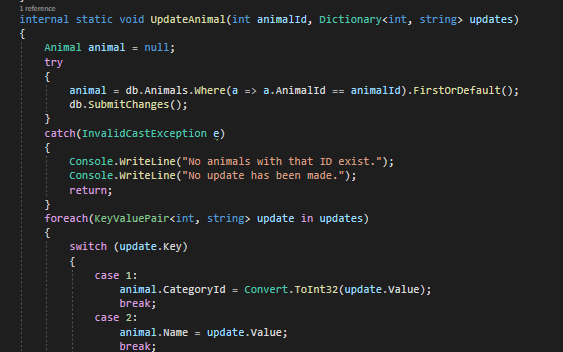 1 reference
internal static void UpdateAnimal(int animalId, Dictionary<int, string> updates)
{
Animal animal = null;
try
{
animal = db.Animals.Where(a => a.AnimalId == animalId).FirstOrDefault();
db.SubmitChanges();
}
catch(InvalidCastException e)
{
Console.WriteLine("No animals with that ID exist.");
Console.WriteLine("No update has been made.");
return;
}
foreach(KeyValuePair<int, string> update in updates)
{
switch (update.Key)
{
case 1:
animal.CategoryId = Convert.ToInt32(update.Value);
break;
case 2:
animal.Name = update.Value;
break;